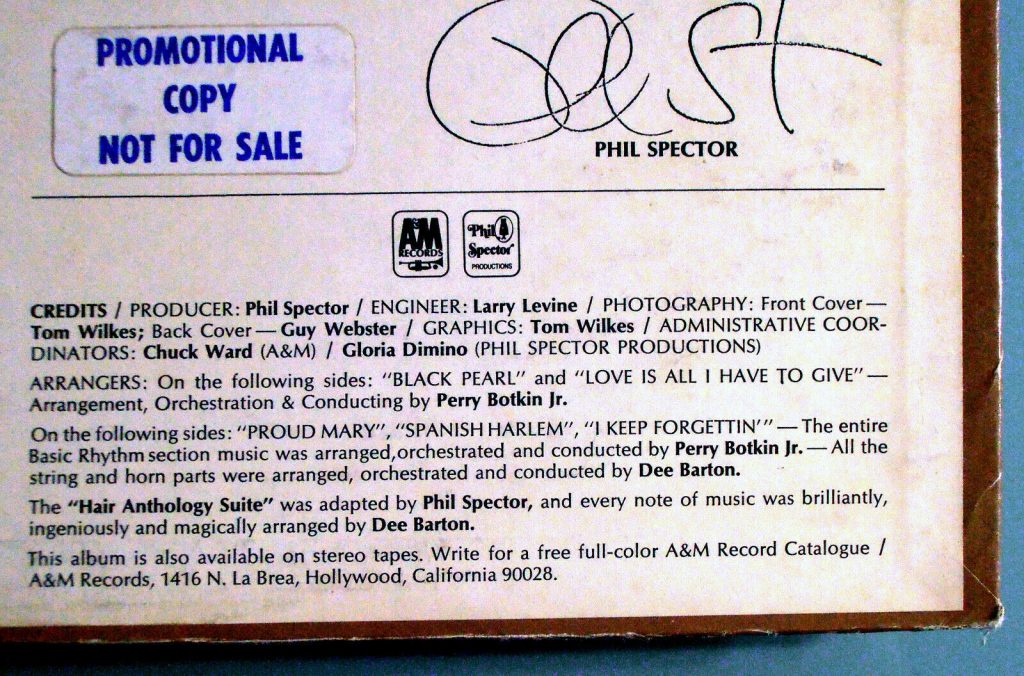 PROMOTIONAL
COPY
NOT FOR SALE
PHIL SPECTOR
A&M
RECORDS
Phil
Spector
PRODUCTIONS
CREDITS / PRODUCER: Phil Spector / ENGINEER: Larry Levine / PHOTOGRAPHY: Front Cover—
Tom Wilkes; Back Cover — Guy Webster / GRAPHICS: Tom Wilkes / ADMINISTRATIVE COOR-
DINATORS: Chuck Ward (A&M) / Gloria Dimino (PHIL SPECTOR PRODUCTIONS)
ARRANGERS: On the following sides: "BLACK PEARL" and "LOVE IS ALL I HAVE TO GIVE"—
Arrangement, Orchestration & Conducting by Perry Botkin Jr.
On the following sides: "PROUD MARY", "SPANISH HARLEM", "I KEEP FORGETTIN'" — The entire
Basic Rhythm section music was arranged, orchestrated and conducted by Perry Botkin Jr. — All the
string and horn parts were arranged, orchestrated and conducted by Dee Barton.
The "Hair Anthology Suite" was adapted by Phil Spector, and every note of music was brilliantly,
ingeniously and magically arranged by Dee Barton.
This album is also available on stereo tapes. Write for a free full-color A&M Record Catalogue /
A&M Records, 1416 N. La Brea, Hollywood, California 90028.